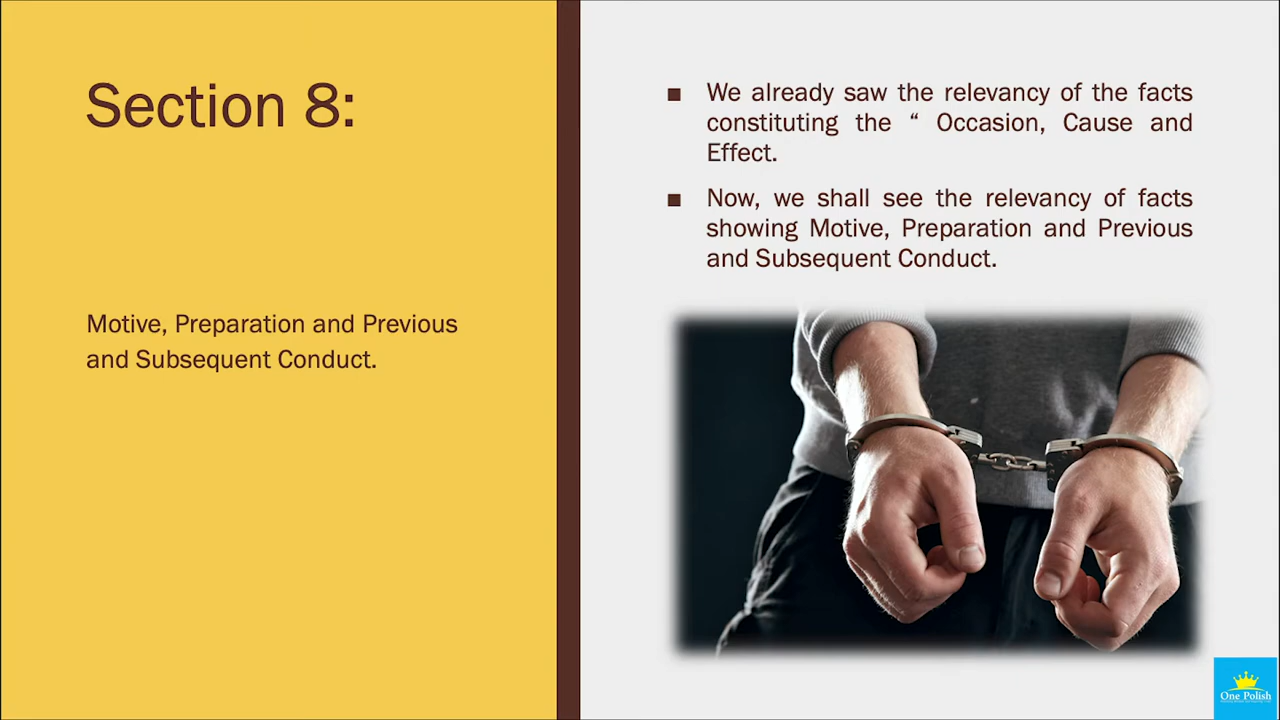 Section 8:
Motive, Preparation and Previous
and Subsequent Conduct.
■ We already saw the relevancy of the facts
constituting the “ Occasion, Cause and
Effect.
■ Now, we shall see the relevancy of facts
showing Motive, Preparation and Previous
and Subsequent Conduct.
One Polish